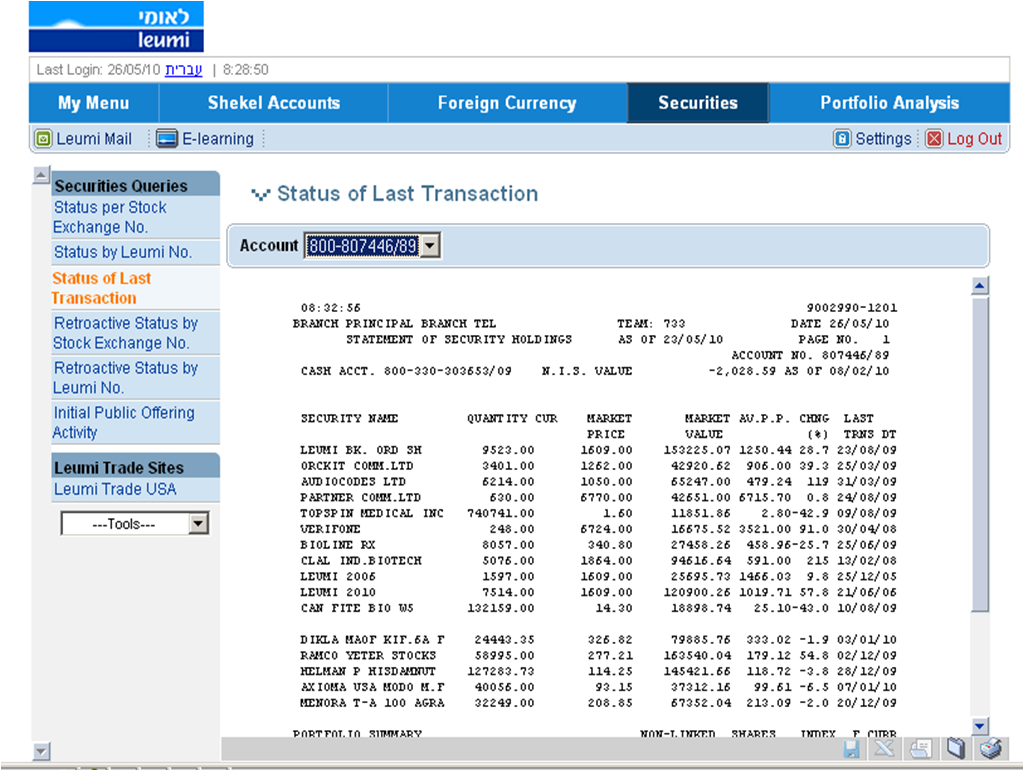 לאומי
leumi
Last Login: 26/05/10 עברית | 8:28:50
My Menu Shekel Accounts Foreign Currency Securities Portfolio Analysis
Leumi Mail E-learning Settings Log Out
Securities Queries
Status per Stock
Exchange No.
Status by Leumi No.
Status of Last
Transaction
Retroactive Status by
Stock Exchange No.
Retroactive Status by
Leumi No.
Initial Public Offering
Activity
Leumi Trade Sites
Leumi Trade USA
---Tools---
Status of Last Transaction
Account 800-807446/89
08:32:56 9002990-1201
BRANCH PRINCIPAL BRANCH TEL TEAM: 733 DATE 26/05/10
STATEMENT OF SECURITY HOLDINGS AS OF 23/05/10 PAGE NO. 1
ACCOUNT NO. 807446/89
CASH ACCT. 800-330-303653/09 N.I.S. VALUE -2,028.59 AS OF 08/02/10
SECURITY NAME QUANTITY CUR MARKET MARKET AV.P.P. CHNG LAST
PRICE VALUE (%) TRNS DT
LEUMI BK. ORD SH 9523.00 1609.00 153225.07 1250.44 28.7 23/08/09
ORCKIT COMM.LTD 3401.00 1262.00 42920.62 906.00 39.3 25/03/09
AUDIOCODES LTD 6214.00 1050.00 65247.00 479.24 119 31/03/09
PARTNER COMM.LTD 630.00 6770.00 42651.00 6715.70 0.8 24/08/09
TOPSPIN MEDICAL INC 740741.00 1.60 11851.86 2.80-42.9 09/08/09
VERIFONE 248.00 6724.00 16675.52 3521.00 91.0 30/04/08
BIOLINE RX 8057.00 340.80 27458.26 458.96-25.7 25/06/09
CLAL IND.BIOTECH 5076.00 1864.00 94616.64 591.00 215 13/02/08
LEUMI 2006 1597.00 1609.00 25695.73 1466.03 9.8 25/12/05
LEUMI 2010 7514.00 1609.00 120900.26 1019.71 57.8 21/06/06
CAN FITE BIO W5 132159.00 14.30 18898.74 25.10-43.0 10/08/09
DIKLA MAOF KIF.6A F 24443.35 326.82 79885.76 333.02 -1.9 03/01/10
RAMCO YETER STOCKS 58995.00 277.21 163540.04 179.12 54.8 02/12/09
HELMAN P HISDAMNUT 127283.73 114.25 145421.66 118.72 -3.8 28/12/09
AXIOMA USA MODO M.F 40056.00 93.15 37312.16 99.61 -6.5 07/01/10
MENORA T-A 100 AGRA 32249.00 208.85 67352.04 213.09 -2.0 20/12/09
PORTFOLIO SUMMARY NON-LINKED SHARES INDEX F CURR